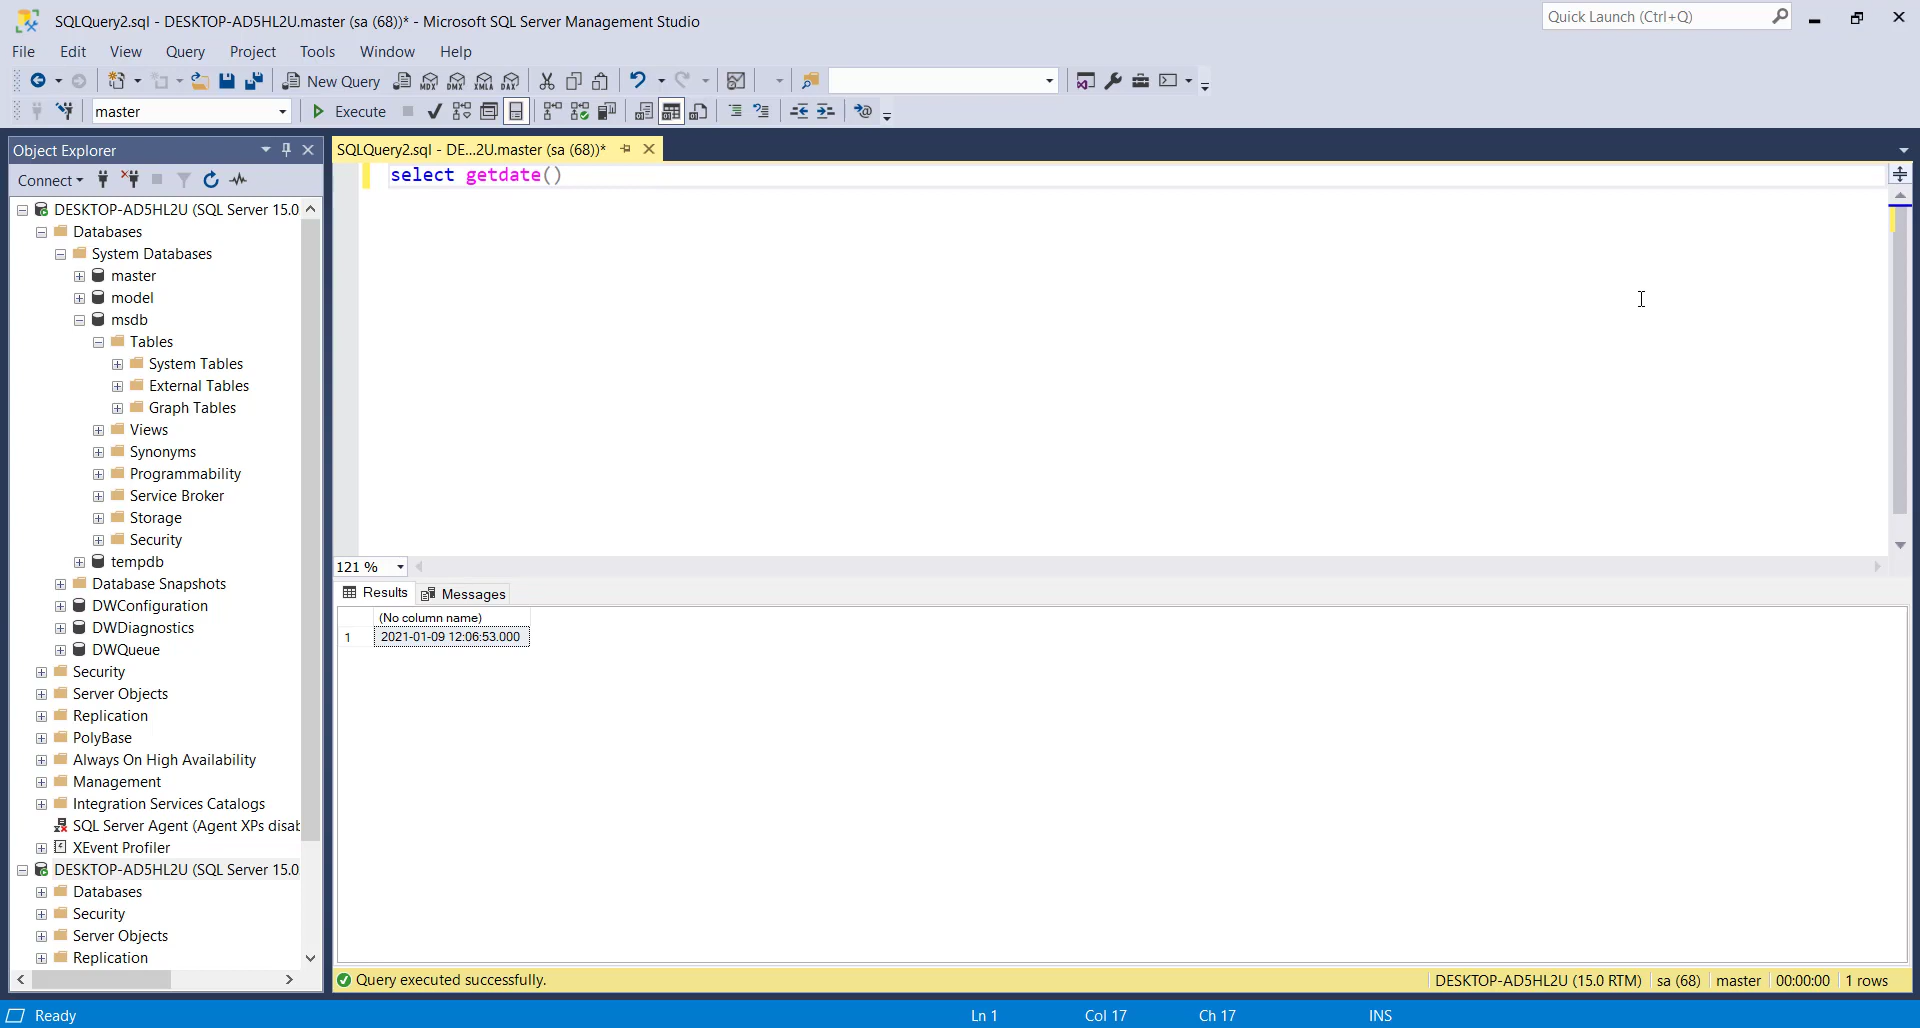 SQLQuery2.sql - DESKTOP-AD5HL2U.master (sa (68))* - Microsoft SQL Server Management Studio
Quick Launch (Ctrl+Q)
File Edit View Query Project Tools Window Help
New Query MDX DMX XMLA DAX
master Execute
Object Explorer
SQLQuery2.sql - DE...2U.master (sa (68))*
Connect
select getdate()
DESKTOP-AD5HL2U (SQL Server 15.0
Databases
System Databases
master
model
msdb
Tables
System Tables
External Tables
Graph Tables
Views
Synonyms
Programmability
Service Broker
Storage
Security
tempdb
Database Snapshots
DWConfiguration
DWDiagnostics
DWQueue
Security
Server Objects
Replication
PolyBase
Always On High Availability
Management
Integration Services Catalogs
SQL Server Agent (Agent XPs disab
XEvent Profiler
DESKTOP-AD5HL2U (SQL Server 15.0
Databases
Security
Server Objects
Replication
121 %
Results Messages
(No column name)
1 2021-01-09 12:06:53.000
Query executed successfully.
DESKTOP-AD5HL2U (15.0 RTM) sa (68) master 00:00:00 1 rows
Ready Ln 1 Col 17 Ch 17 INS